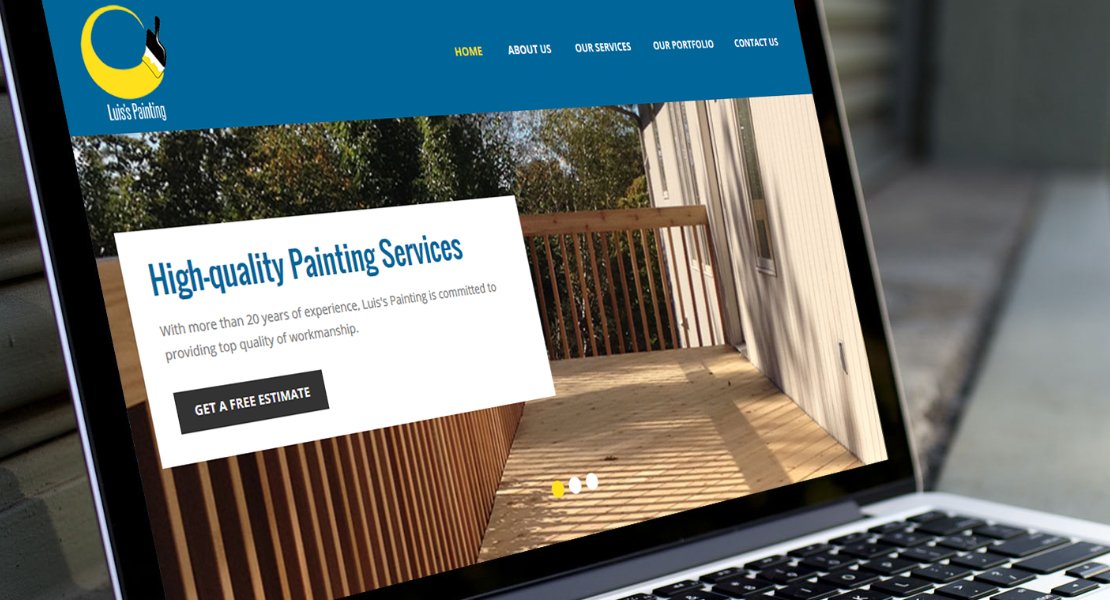 Luis's Painting
HOME
ABOUT US
OUR SERVICES
OUR PORTFOLIO
CONTACT US
High-quality Painting Services
With more than 20 years of experience, Luis's Painting is committed to
providing top quality of workmanship.
GET A FREE ESTIMATE